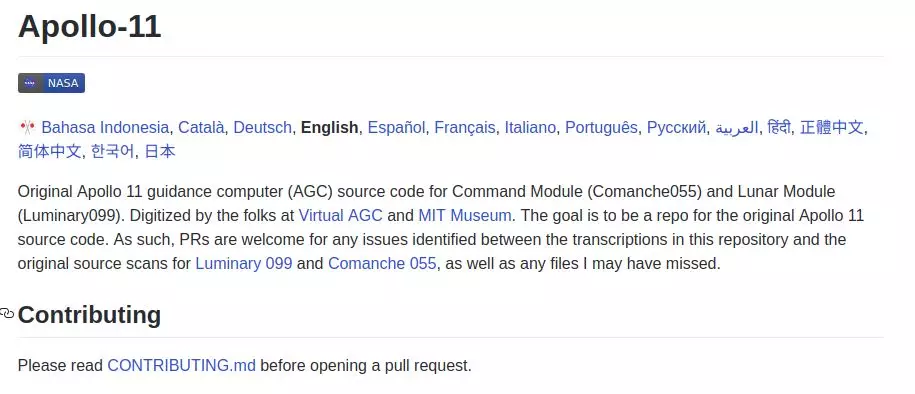 Apollo-11
NASA
Bahasa Indonesia, Català, Deutsch, English, Español, Français, Italiano, Português, Русский, العربية, हिंदी, 正體中文,
简体中文, 한국어, 日本
Original Apollo 11 guidance computer (AGC) source code for Command Module (Comanche055) and Lunar Module
(Luminary099). Digitized by the folks at Virtual AGC and MIT Museum. The goal is to be a repo for the original Apollo 11
source code. As such, PRs are welcome for any issues identified between the transcriptions in this repository and the
original source scans for Luminary 099 and Comanche 055, as well as any files I may have missed.
Contributing
Please read CONTRIBUTING.md before opening a pull request.